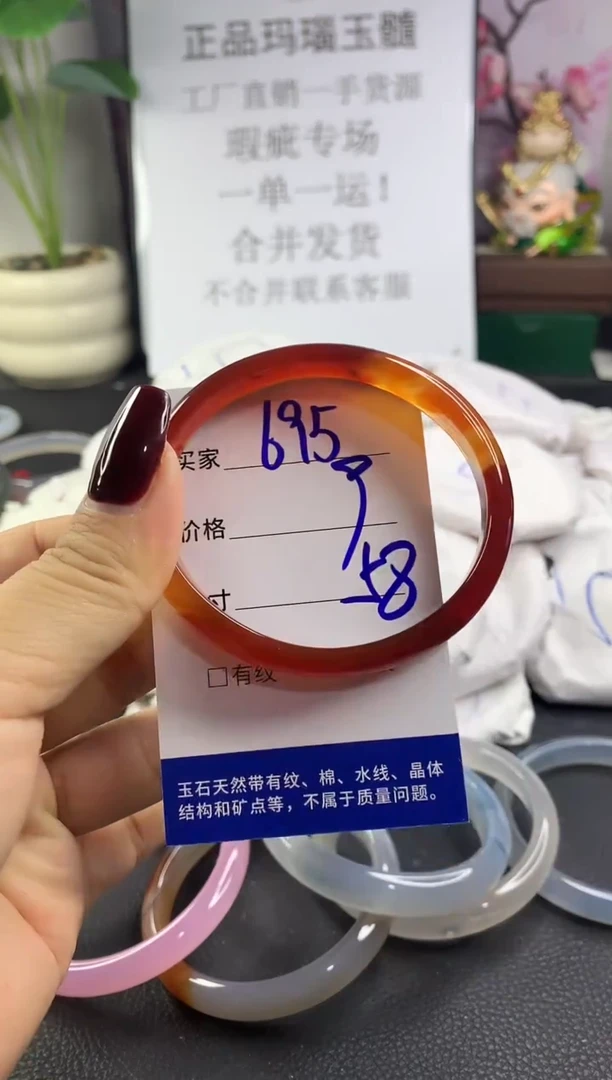 正品玛瑙玉髓
工厂直销一手货源
瑕疵专场
一单一运!
合并发货
不合并联系客服
买家 695
价格
寸 58
□有纹
玉石天然带有纹、棉、水线、晶体
结构和矿点等，不属于质量问题。